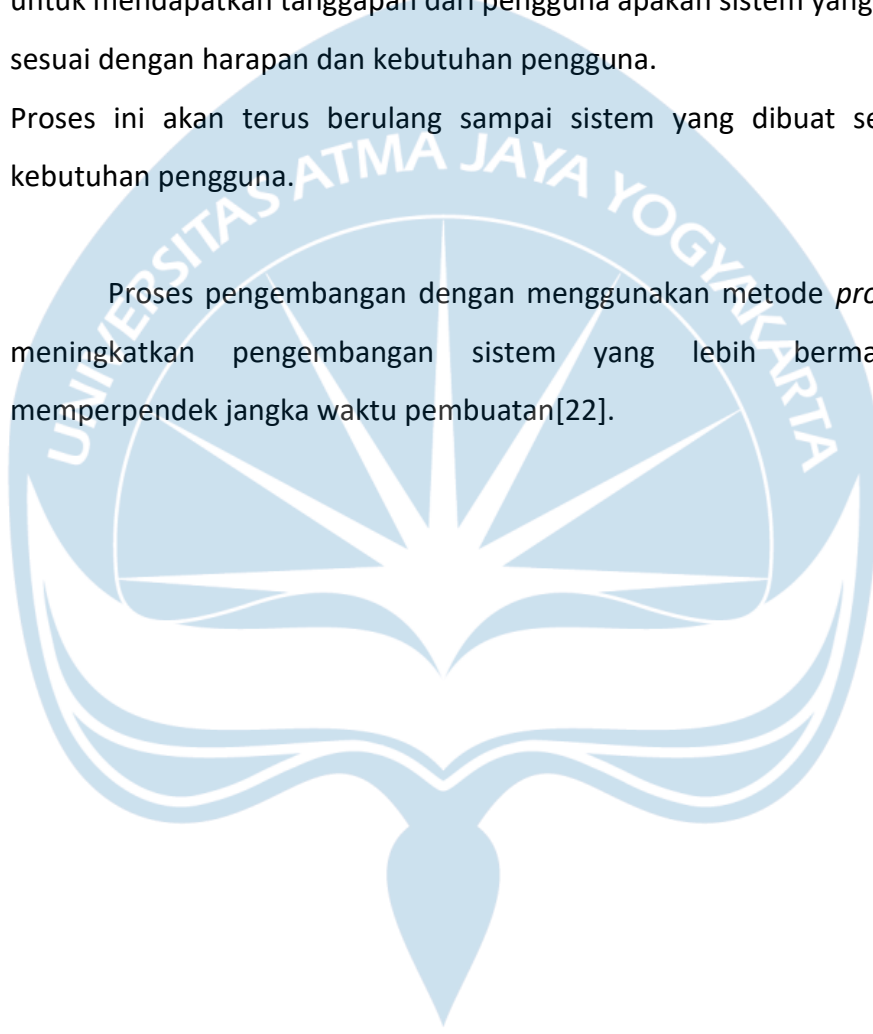 untuk mendapatkan tanggapan dari pengguna apakah sistem yang
sesuai dengan harapan dan kebutuhan pengguna.
Proses ini akan terus berulang sampai sistem yang dibuat se
kebutuhan pengguna.
UNIVERSITAS ATMA JAYA YOGYAKARTA
Proses pengembangan dengan menggunakan metode pro
meningkatkan pengembangan sistem yang lebih berma
memperpendek jangka waktu pembuatan[22].